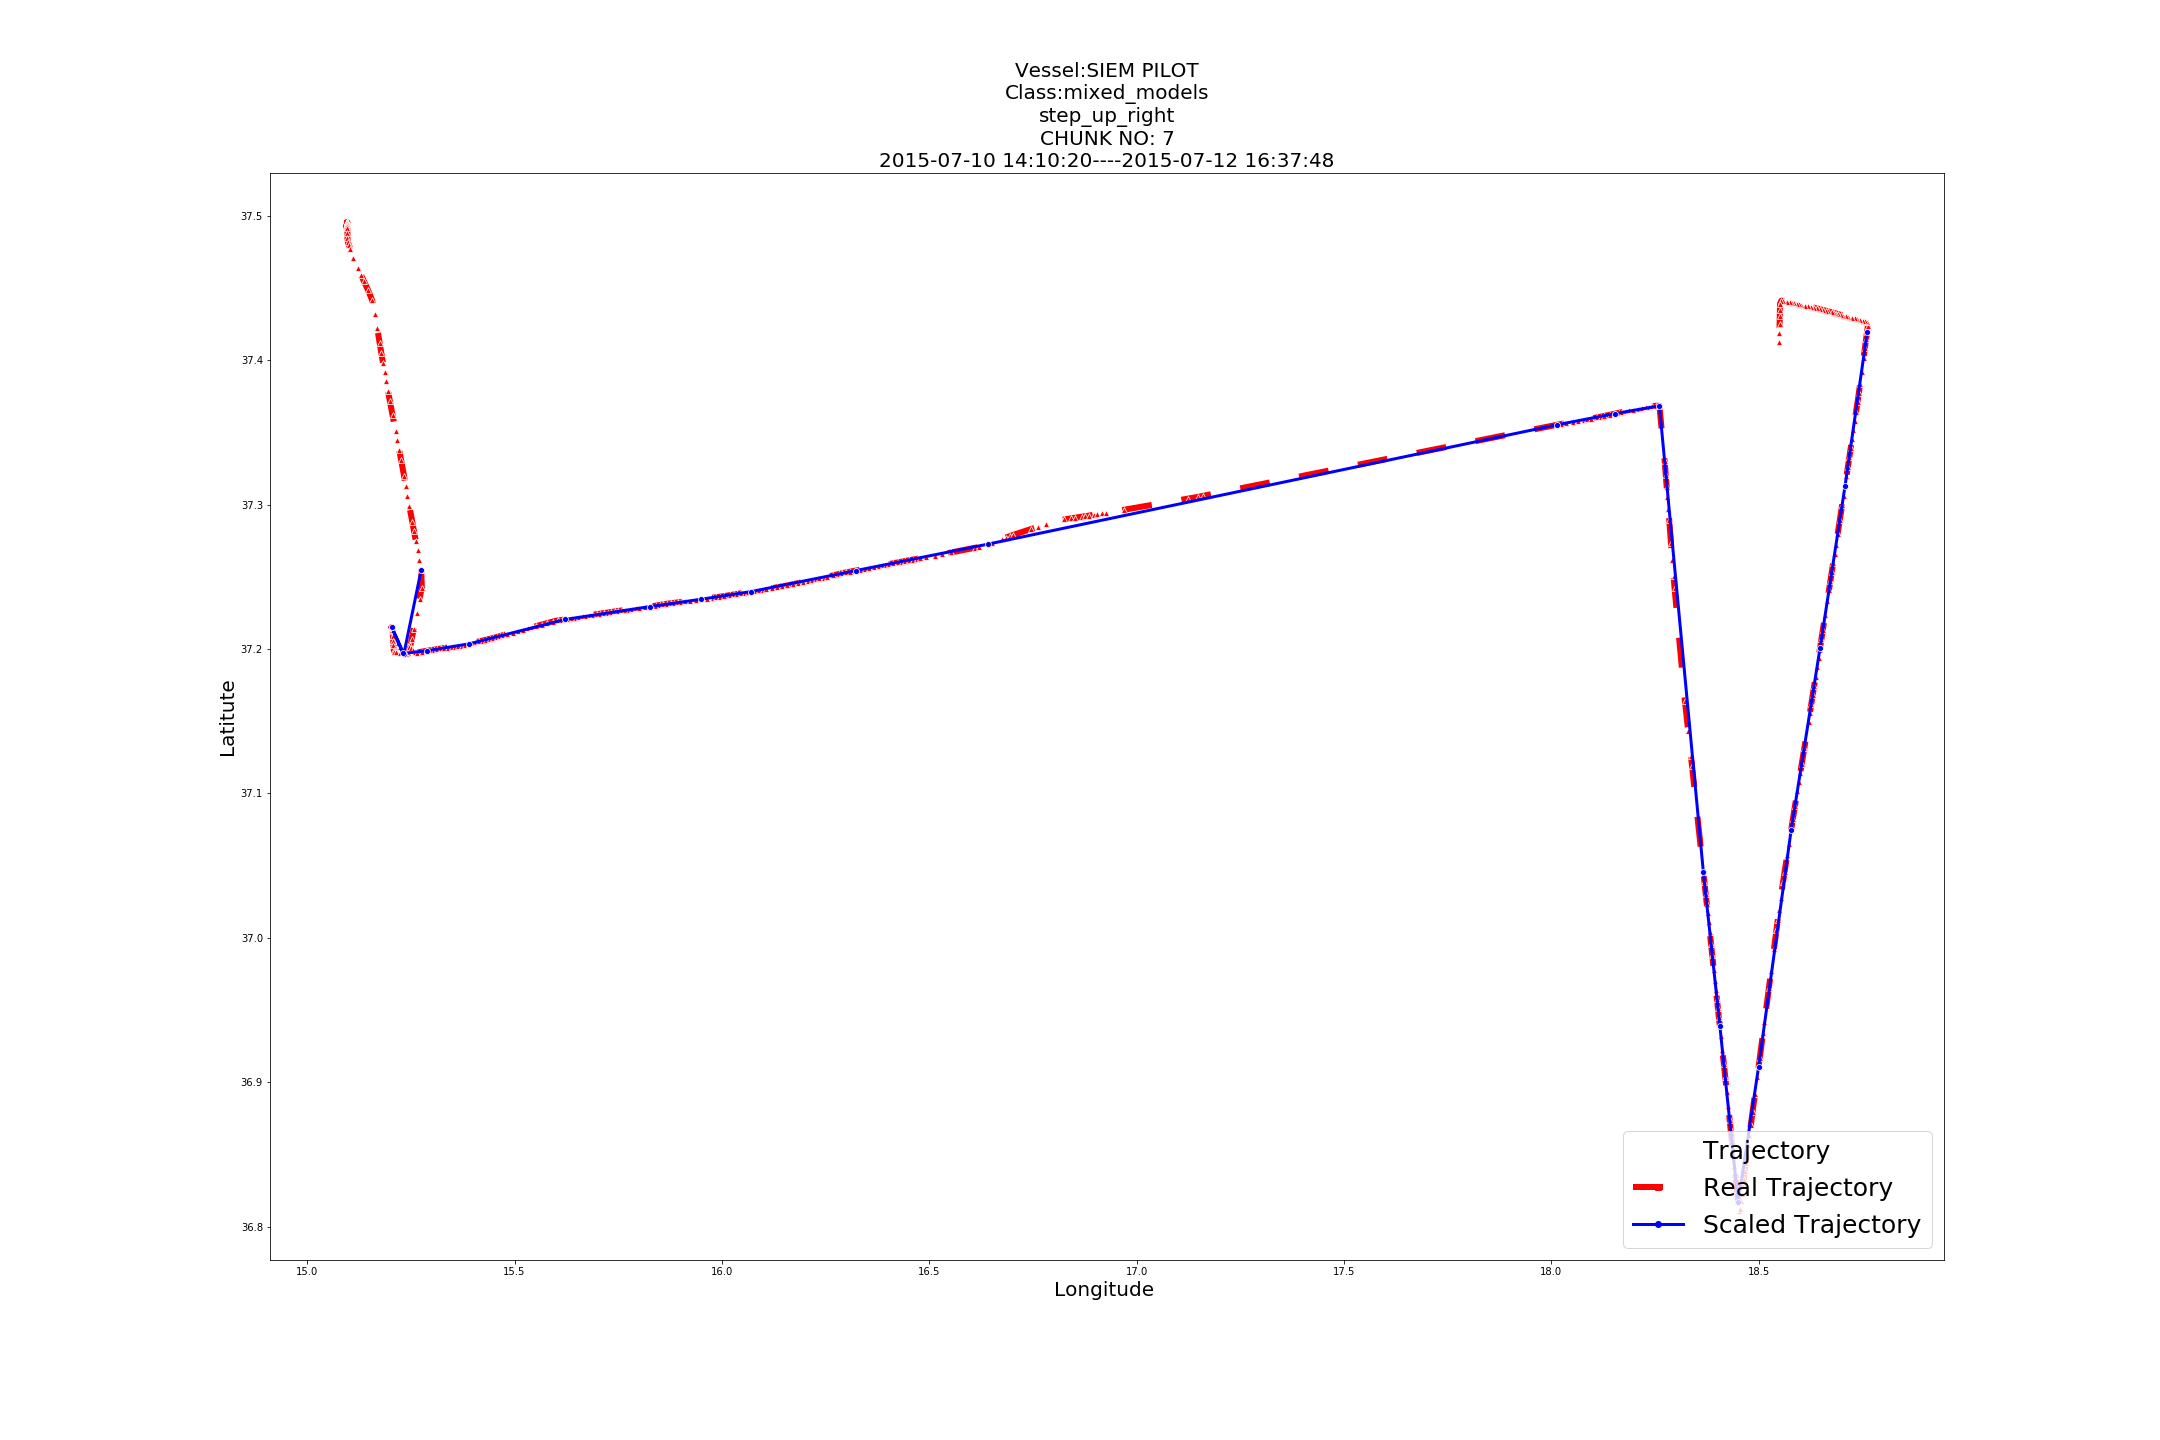 Vessel:SIEM PILOT
Class:mixed_models
step_up_right
CHUNK NO: 7
2015-07-10 14:10:20----2015-07-12 16:37:48
37.5
37.4
37.3
37.2
37.1
37.0
36.9
36.8
Latitute
15.0
15.5
16.0
16.5
17.0
17.5
18.0
18.5
Longitude
Trajectory
Real Trajectory
Scaled Trajectory